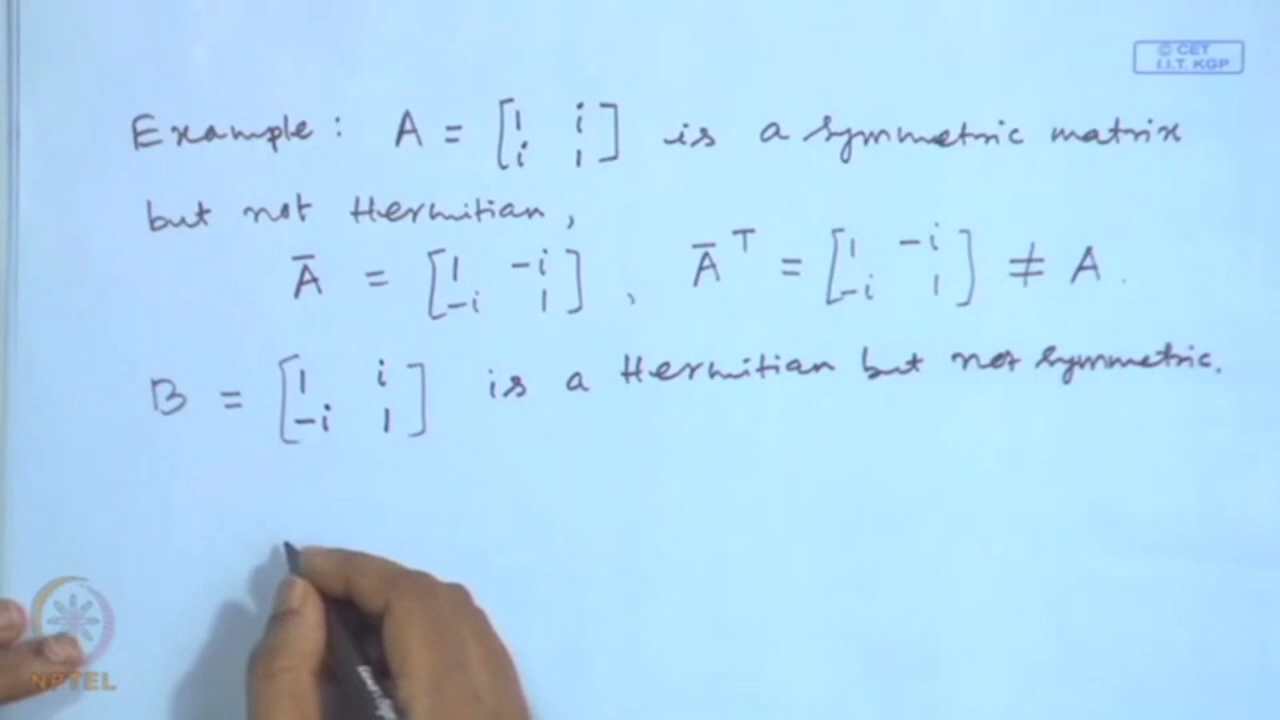 © CET
I.I.T. KGP
Example: A = [1 i; i 1] is a symmetric matrix
but not Hermitian,
Ā = [1 -i; -i 1], Ā^T = [1 -i; -i 1] ≠ A.
B = [1 i; -i 1] is a Hermitian but not symmetric.
NPTEL